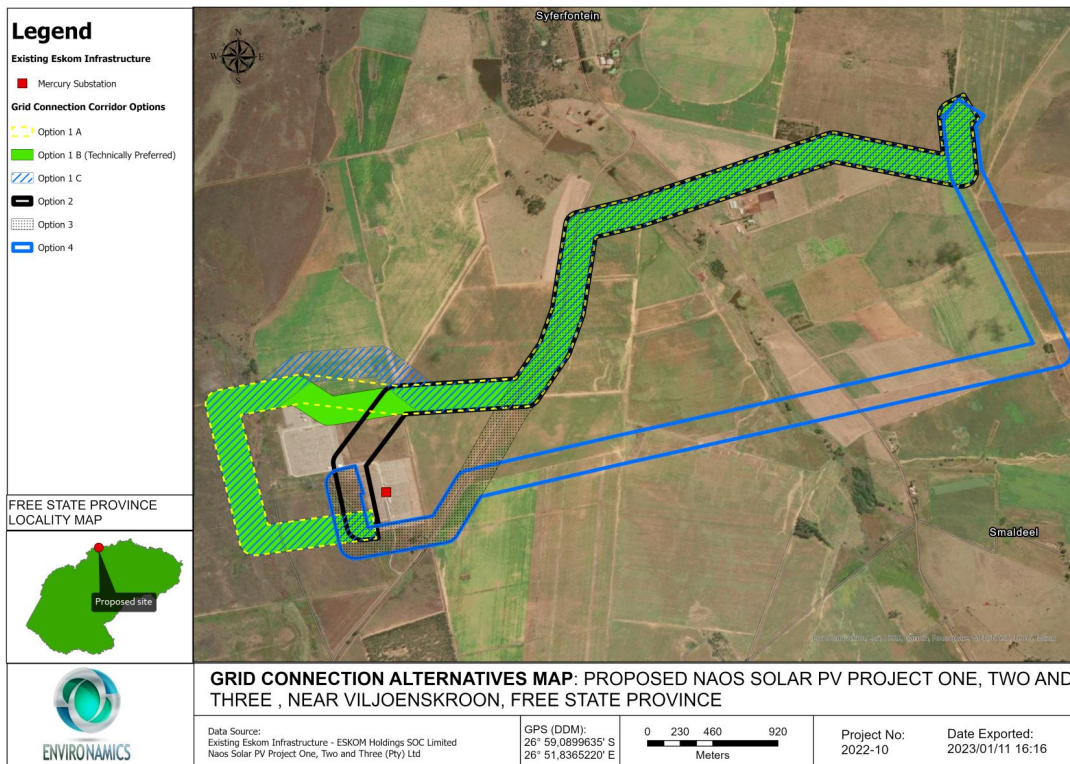 Legend
Existing Eskom Infrastructure
Mercury Substation
Grid Connection Corridor Options
Option 1 A
Option 1 B (Technically Preferred)
Option 1 C
Option 2
Option 3
Option 4
FREE STATE PROVINCE
LOCALITY MAP
Proposed site
ENVIRONAMICS
N
W E
S
Syferfontein
Smaldeel
GRID CONNECTION ALTERNATIVES MAP: PROPOSED NAOS SOLAR PV PROJECT ONE, TWO AND
THREE , NEAR VILJOENSKROON, FREE STATE PROVINCE
Data Source:
Existing Eskom Infrastructure - ESKOM Holdings SOC Limited
Naos Solar PV Project One, Two and Three (Pty) Ltd
GPS (DDM):
26° 59,0899635' S
26° 51,8365220' E
0 230 460 920
Meters
Project No:
2022-10
Date Exported:
2023/01/11 16:16